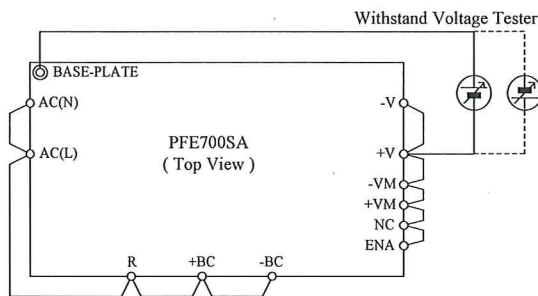 Withstand Voltage Tester
BASE-PLATE
AC(N)
-V
PFE700SA
( Top View )
AC(L)
+V
-VM
+VM
NC
ENA
R
+BC
-BC